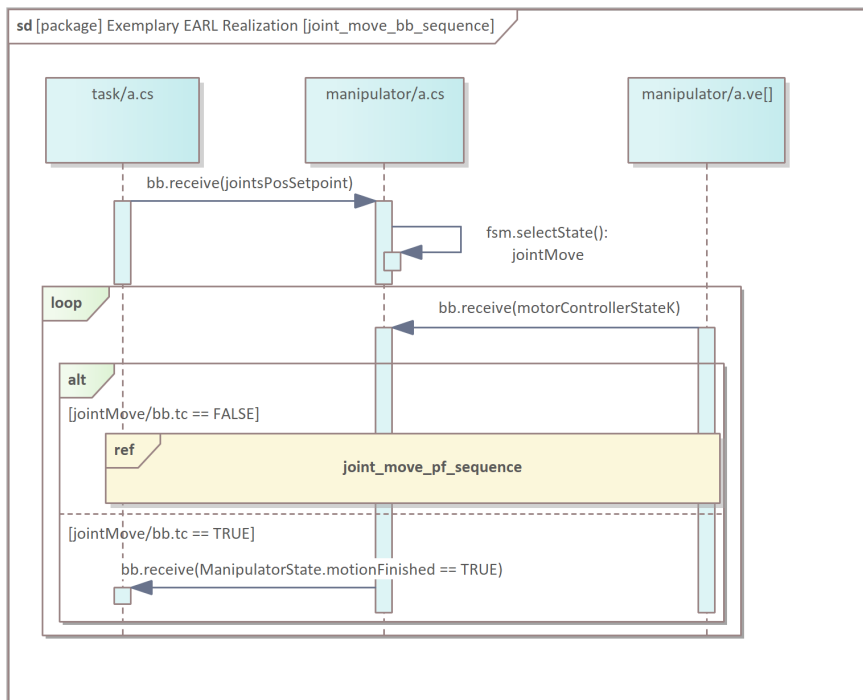 sd [package] Exemplary EARL Realization [joint_move_bb_sequence]
task/a.cs
manipulator/a.cs
manipulator/a.ve[]
bb.receive(jointsPosSetpoint)
fsm.selectState():
jointMove
loop
bb.receive(motorControllerStateK)
alt
[jointMove/bb.tc == FALSE]
ref
joint_move_pf_sequence
[jointMove/bb.tc == TRUE]
bb.receive(ManipulatorState.motionFinished == TRUE)